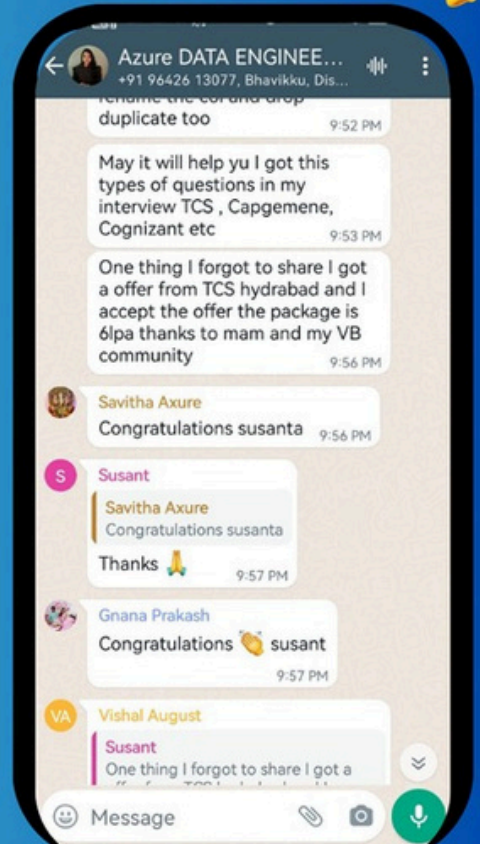 Azure DATA ENGINEE...
+91 96426 13077, Bhavikku, Dis...
rename the col and drop
duplicate too
9:52 PM
May it will help yu I got this
types of questions in my
interview TCS , Capgemene,
Cognizant etc
9:53 PM
One thing I forgot to share I got
a offer from TCS hydrabad and I
accept the offer the package is
6lpa thanks to mam and my VB
community
9:56 PM
Savitha Axure
Congratulations susanta
9:56 PM
S
Susant
Savitha Axure
Congratulations susanta
Thanks 🙏
9:57 PM
Gnana Prakash
Congratulations 👏 susant
9:57 PM
VA
Vishal August
Susant
One thing I forgot to share I got a
Message